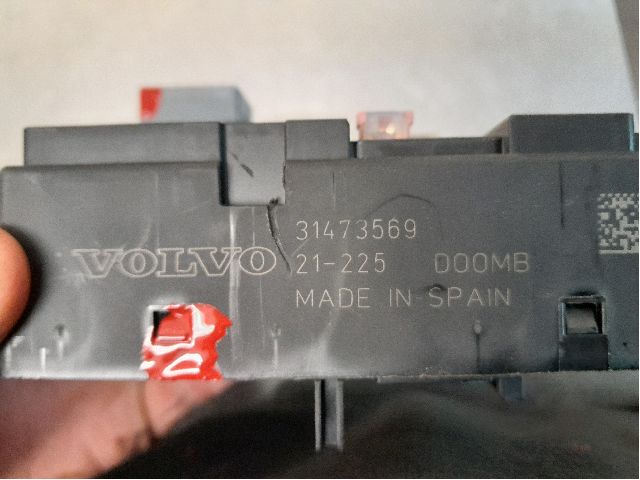 31473569
VOLVO 21-225 D00MB
MADE IN SPAIN